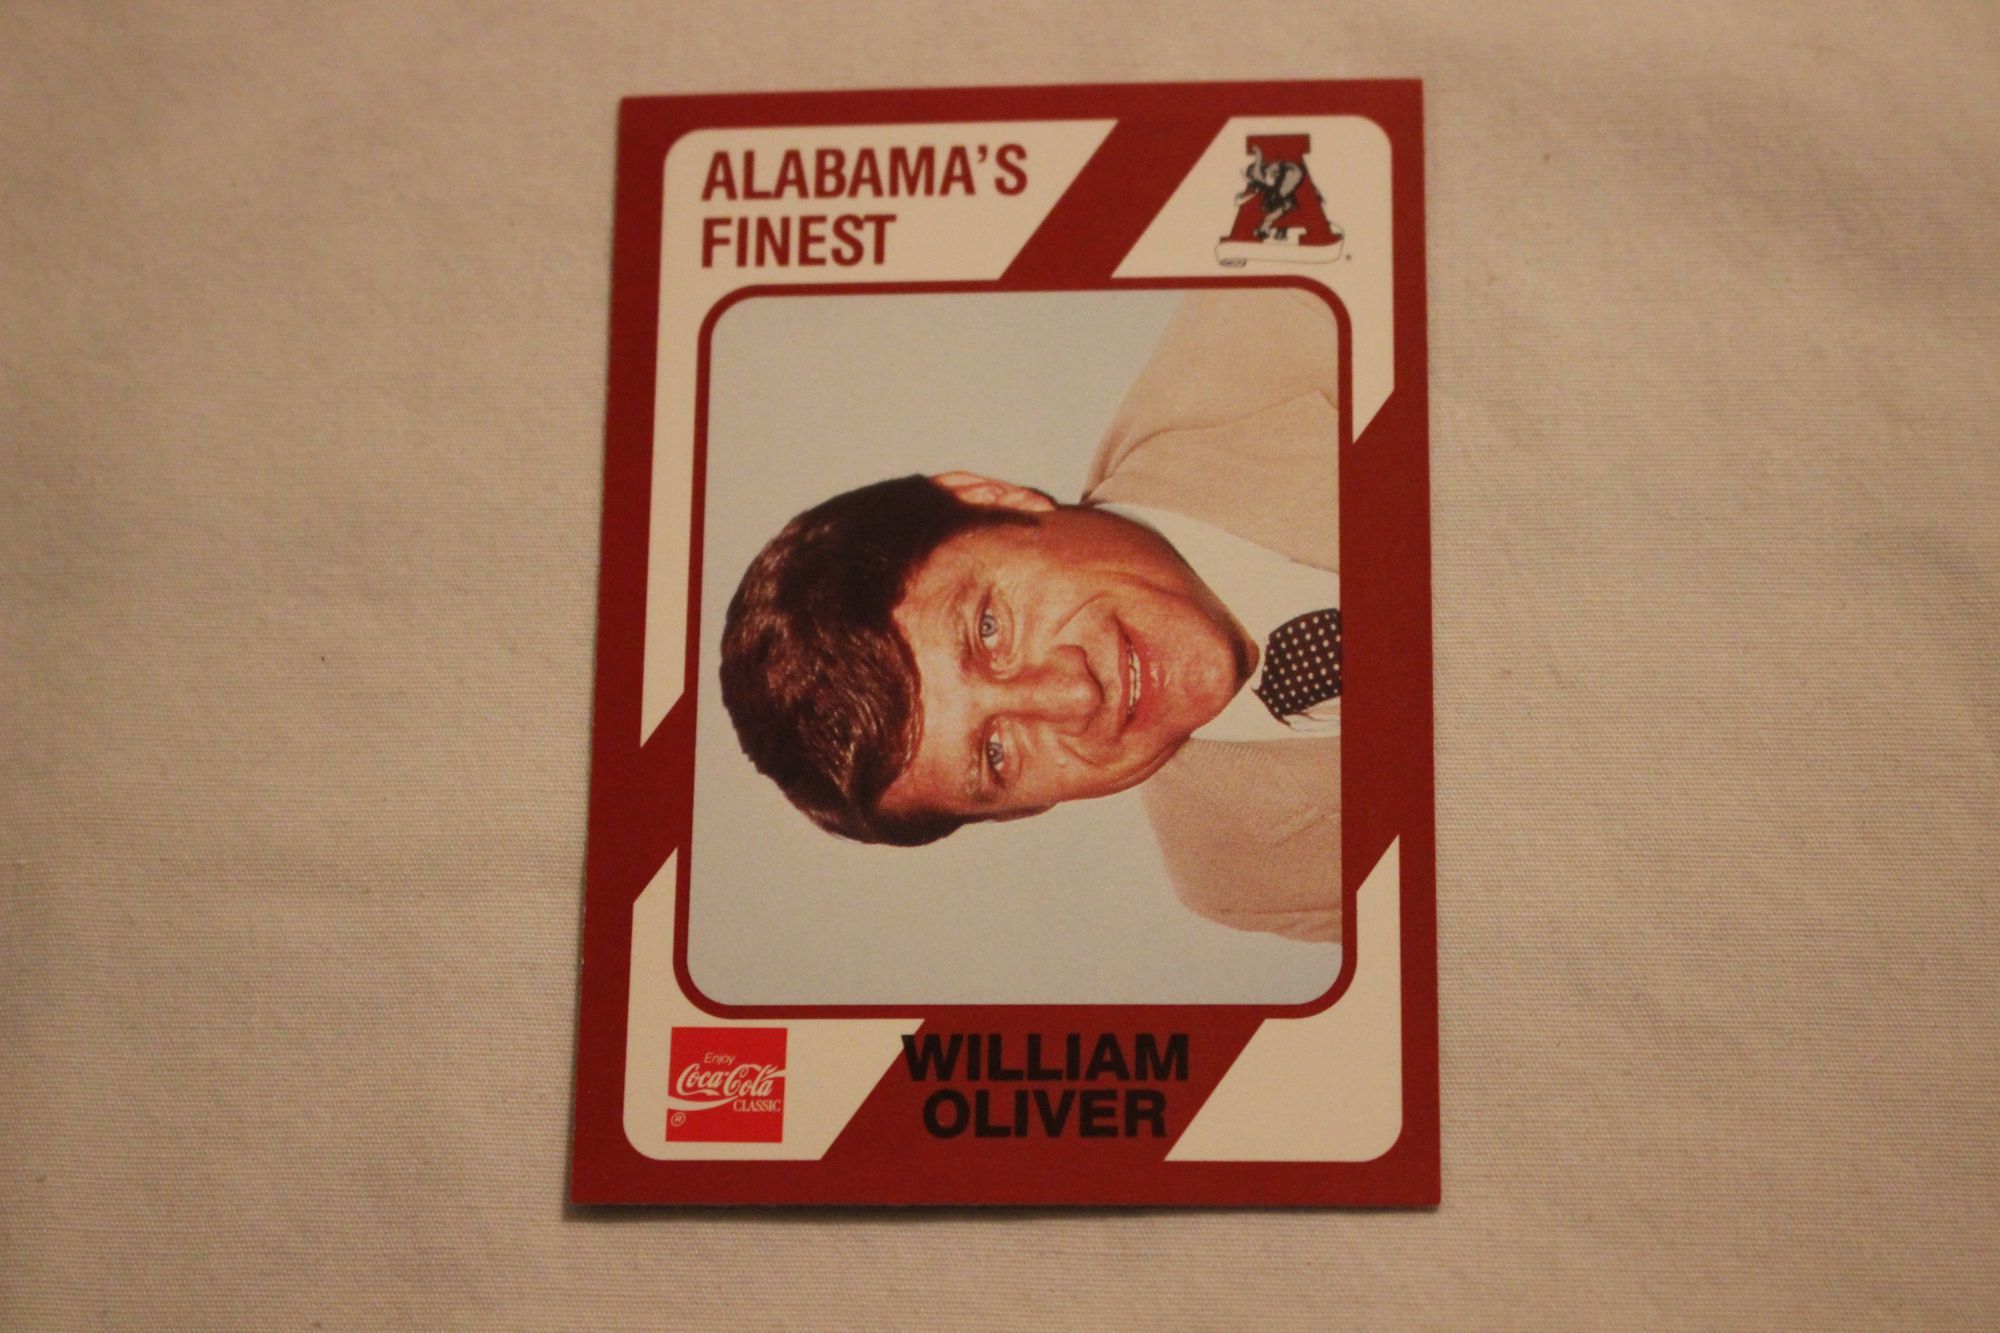 ALABAMA'S
FINEST
Enjoy
Coca-Cola
CLASSIC
®
WILLIAM
OLIVER